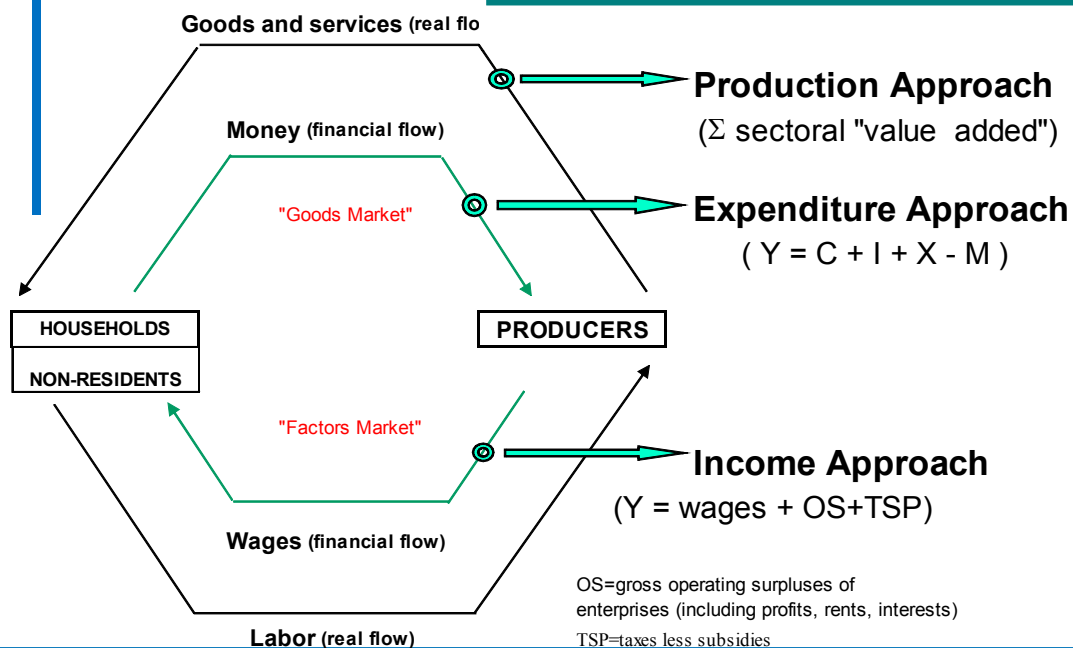 Goods and services (real flo
Production Approach
(Σ sectoral "value added")
Money (financial flow)
"Goods Market"
Expenditure Approach
( Y = C + I + X - M )
HOUSEHOLDS
PRODUCERS
NON-RESIDENTS
"Factors Market"
Income Approach
(Y = wages + OS+TSP)
Wages (financial flow)
OS=gross operating surpluses of
enterprises (including profits, rents, interests)
Labor (real flow)
TSP=taxes less subsidies